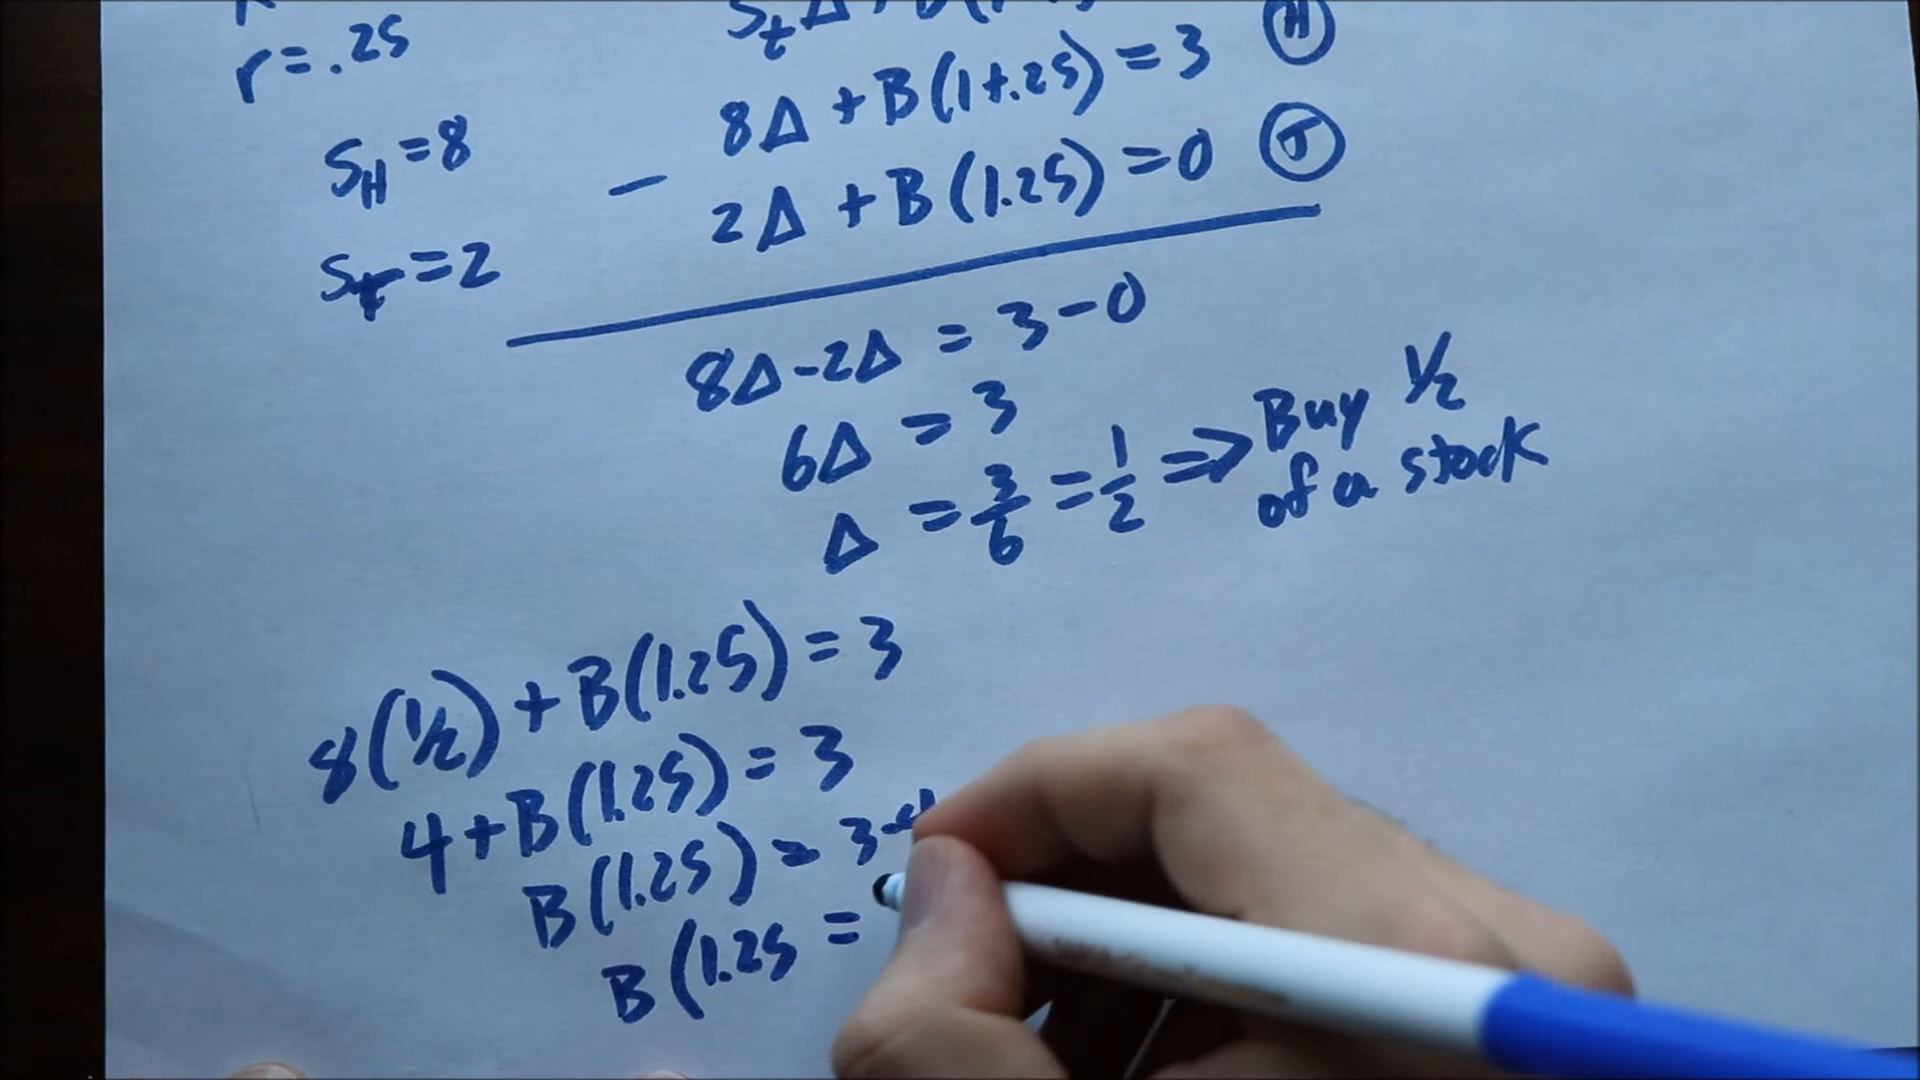 r = .25
8Δ + B(1+.25) = 3 (H)
S_H = 8
- 2Δ + B(1.25) = 0 (T)
S_T = 2
8Δ - 2Δ = 3 - 0
6Δ = 3
Δ = 3/6 = 1/2 => Buy 1/2
of a stock
8(1/2) + B(1.25) = 3
4 + B(1.25) = 3
B(1.25) = 3-4
B(1.25 =